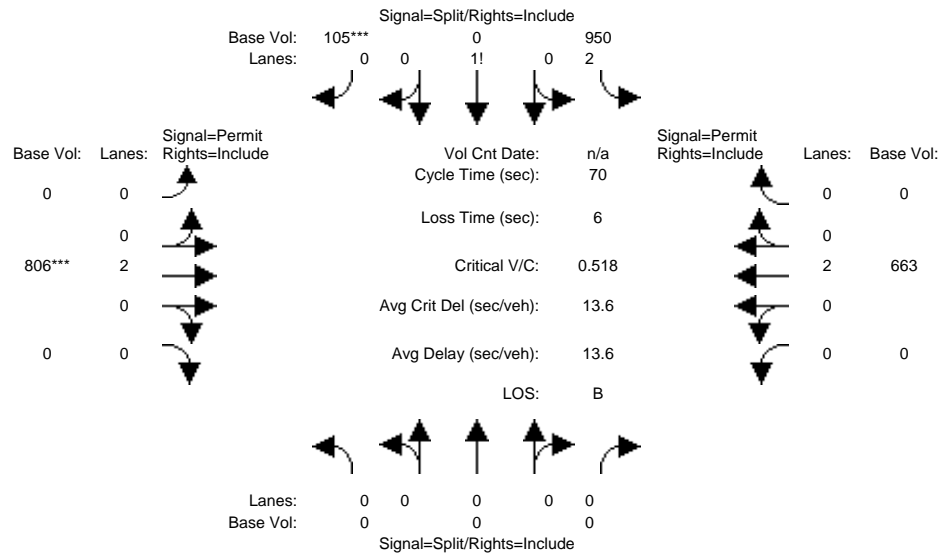 Signal=Split/Rights=Include
Base Vol: 105*** 0 950
Lanes: 0 0 1! 0 2
Signal=Permit
Base Vol: Lanes: Rights=Include
Vol Cnt Date: n/a
Cycle Time (sec): 70
Loss Time (sec): 6
Critical V/C: 0.518
Avg Crit Del (sec/veh): 13.6
Avg Delay (sec/veh): 13.6
LOS: B
Signal=Permit
Rights=Include Lanes: Base Vol:
0 0
0
806*** 2
0
0 0
0 0
0
2 663
0
0 0
Lanes: 0 0 0 0 0
Base Vol: 0 0 0
Signal=Split/Rights=Include